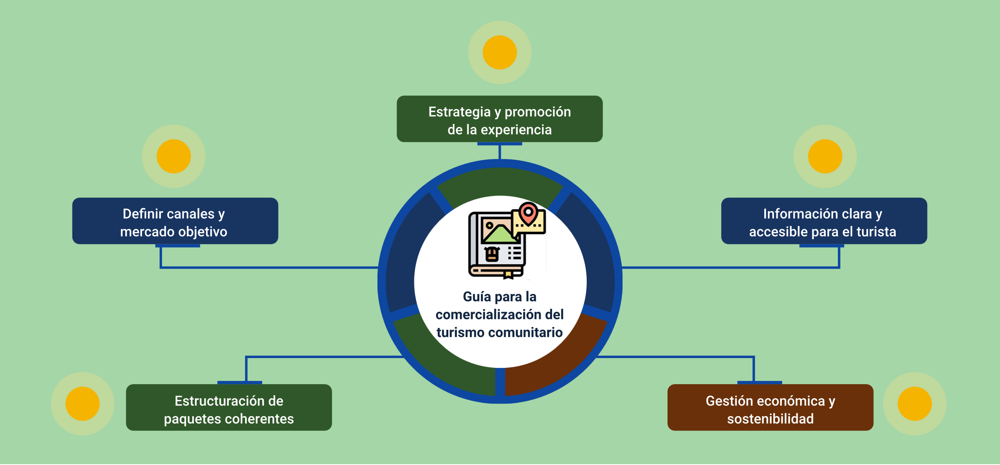 Estrategia y promoción
de la experiencia
Definir canales y
mercado objetivo
Información clara y
accesible para el turista
Guía para la
comercialización del
turismo comunitario
Estructuración de
paquetes coherentes
Gestión económica y
sostenibilidad